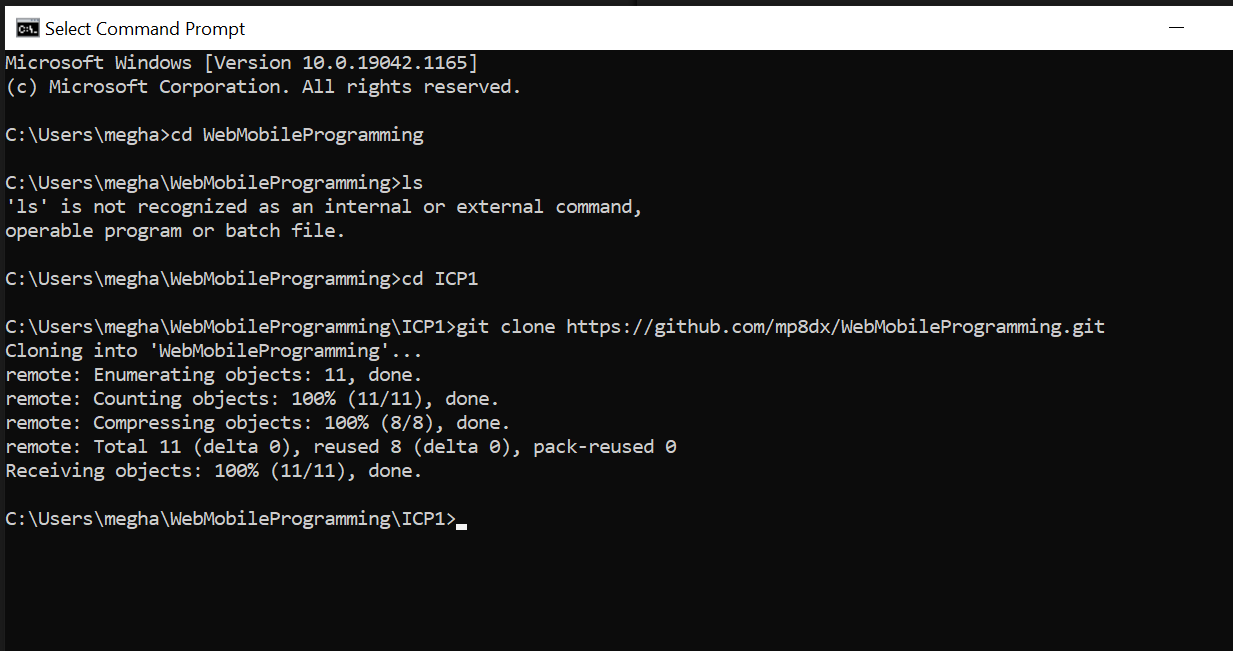 Select Command Prompt
Microsoft Windows [Version 10.0.19042.1165]
(c) Microsoft Corporation. All rights reserved.
C:\Users\megha>cd WebMobileProgramming
C:\Users\megha\WebMobileProgramming>ls
'ls' is not recognized as an internal or external command,
operable program or batch file.
C:\Users\megha\WebMobileProgramming>cd ICP1
C:\Users\megha\WebMobileProgramming\ICP1>git clone https://github.com/mp8dx/WebMobileProgramming.git
Cloning into 'WebMobileProgramming'...
remote: Enumerating objects: 11, done.
remote: Counting objects: 100% (11/11), done.
remote: Compressing objects: 100% (8/8), done.
remote: Total 11 (delta 0), reused 8 (delta 0), pack-reused 0
Receiving objects: 100% (11/11), done.
C:\Users\megha\WebMobileProgramming\ICP1>